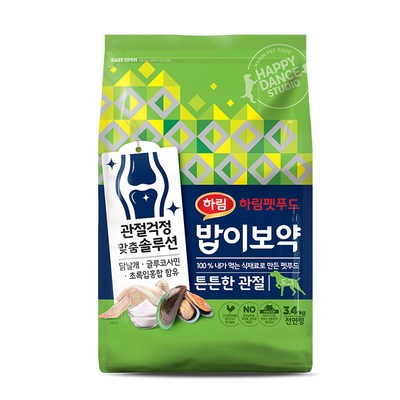 EASY OPEN
HARIM PET FOOD
HAPPY
DANCE
STUDIO
관절걱정
맞춤솔루션
닭날개 · 글루코사민
· 초록입홍합 함유
하림 하림펫푸드
밥이보약
100% 내가 먹는 식재료로 만든 펫푸드
튼튼한 관절
NO
3.4kg
전연령